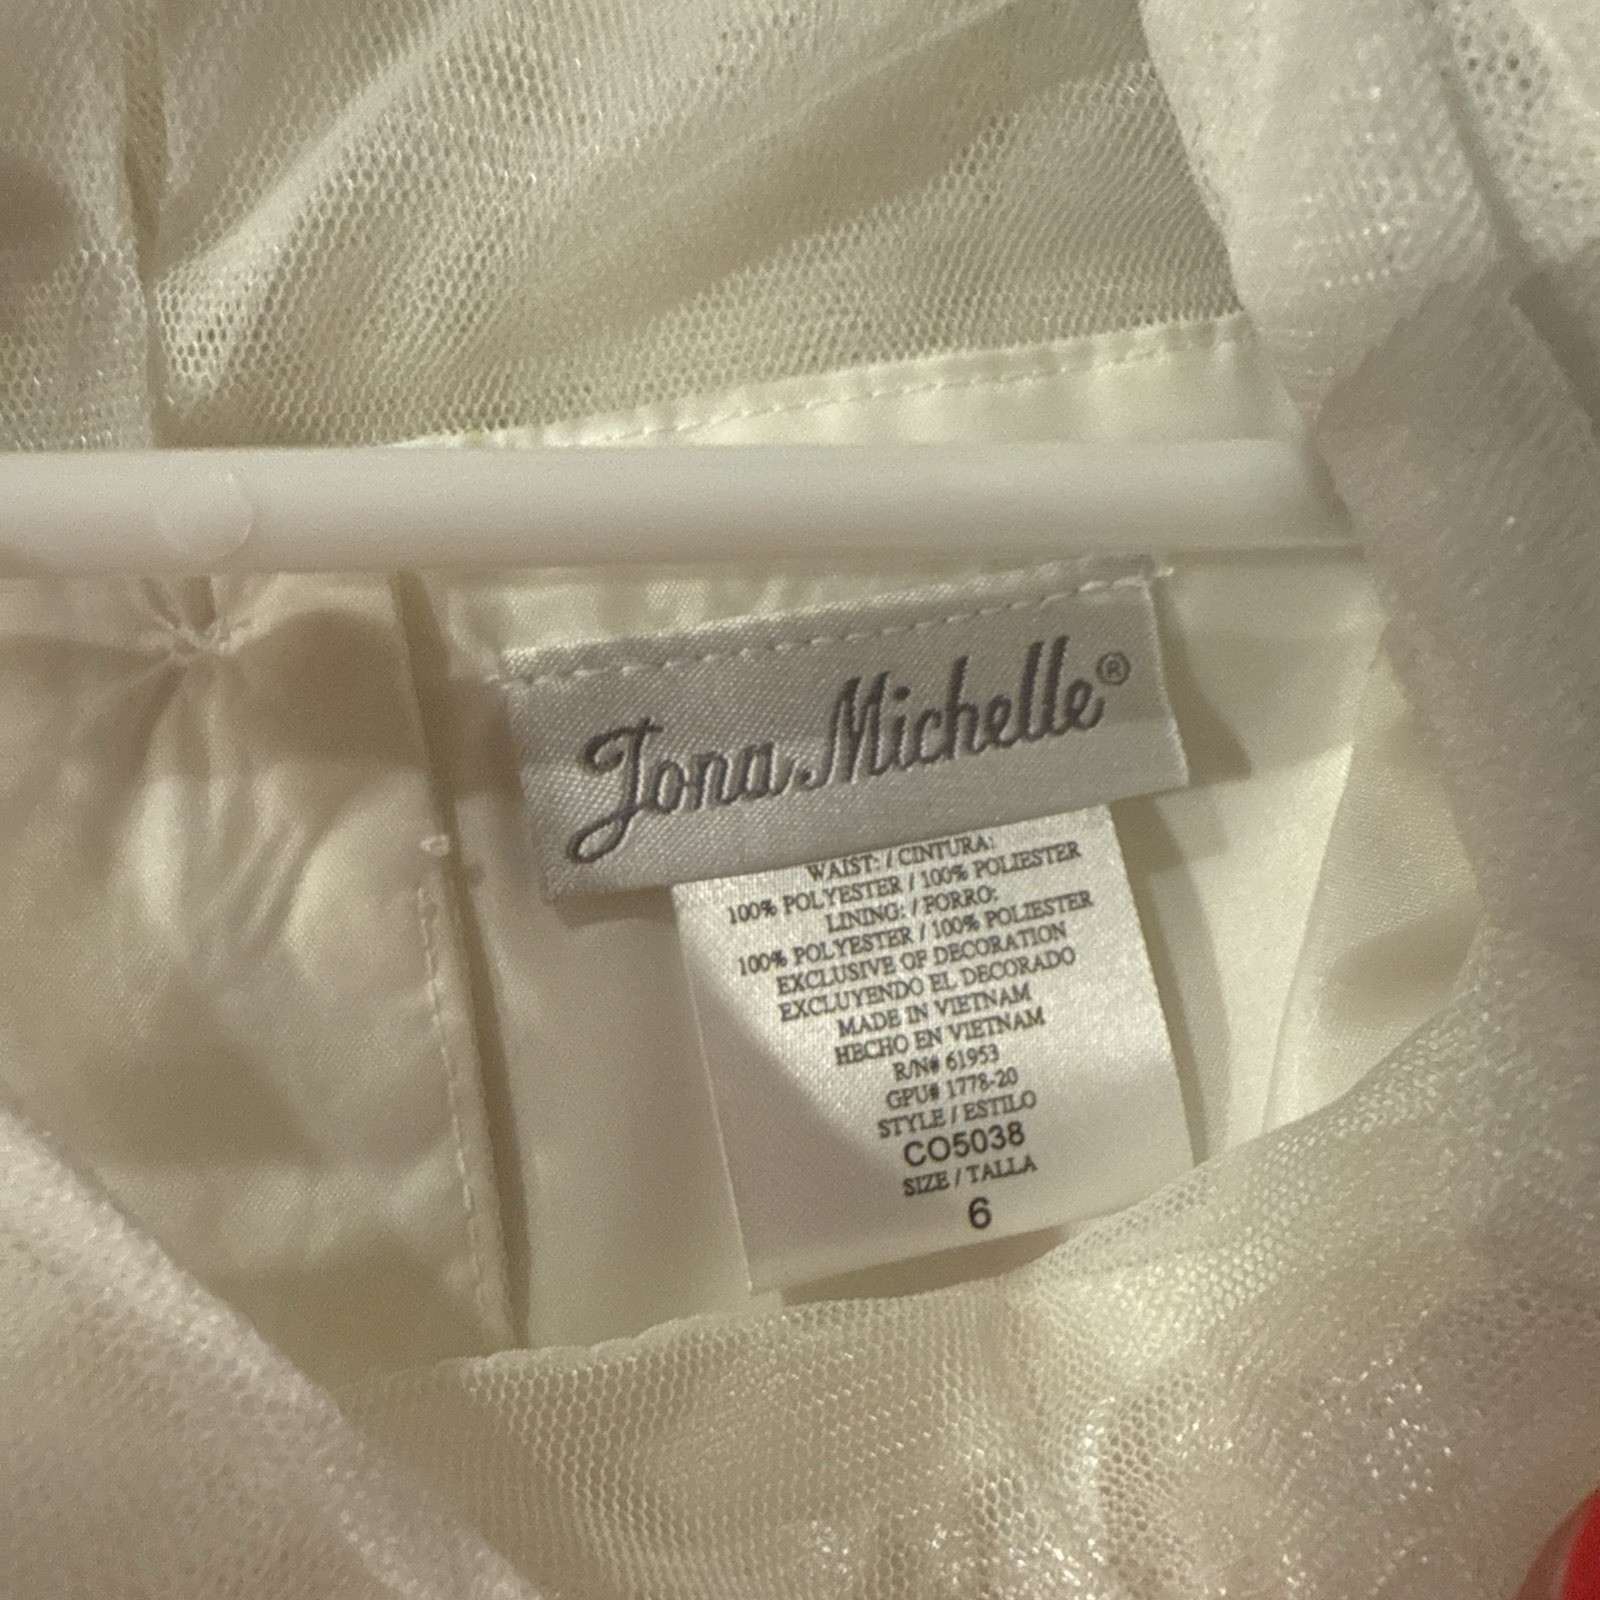 Jona Michelle®
WAIST: / CINTURA:
100% POLYESTER / 100% POLIESTER
LINING: / FORRO:
100% POLYESTER / 100% POLIESTER
EXCLUSIVE OF DECORATION
EXCLUYENDO EL DECORADO
MADE IN VIETNAM
HECHO EN VIETNAM
R/N# 61953
GPU# 1778-20
STYLE / ESTILO
CO5038
SIZE / TALLA
6